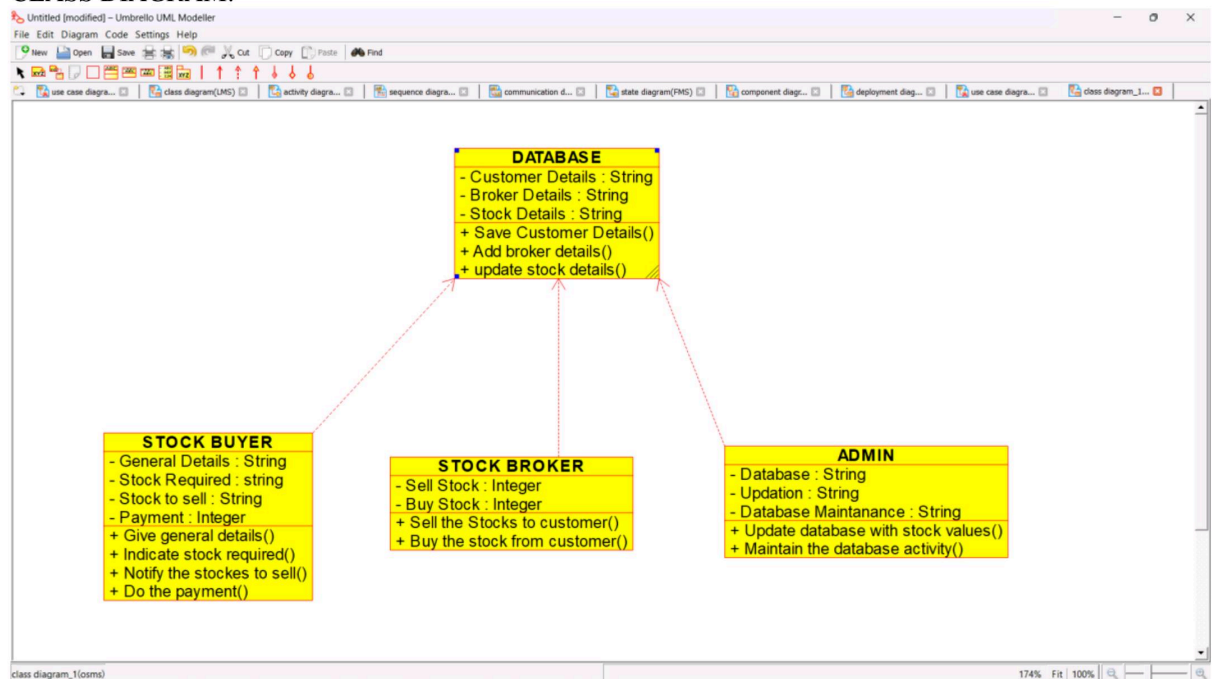 CLASS DIAGRAM:
Untitled [modified] – Umbrello UML Modeller
File Edit Diagram Code Settings Help
New Open Save Cut Copy Paste Find
use case diagra... class diagram(LMS) activity diagra... sequence diagra... communication d... state diagram(FMS) component diagr... deployment diag... use case diagra... class diagram_1...
DATABASE
- Customer Details : String
- Broker Details : String
- Stock Details : String
+ Save Customer Details()
+ Add broker details()
+ update stock details()
STOCK BUYER
- General Details : String
- Stock Required : string
- Stock to sell : String
- Payment : Integer
+ Give general details()
+ Indicate stock required()
+ Notify the stockes to sell()
+ Do the payment()
STOCK BROKER
- Sell Stock : Integer
- Buy Stock : Integer
+ Sell the Stocks to customer()
+ Buy the stock from customer()
ADMIN
- Database : String
- Updation : String
- Database Maintanance : String
+ Update database with stock values()
+ Maintain the database activity()
class diagram_1(osms)
174% Fit 100%